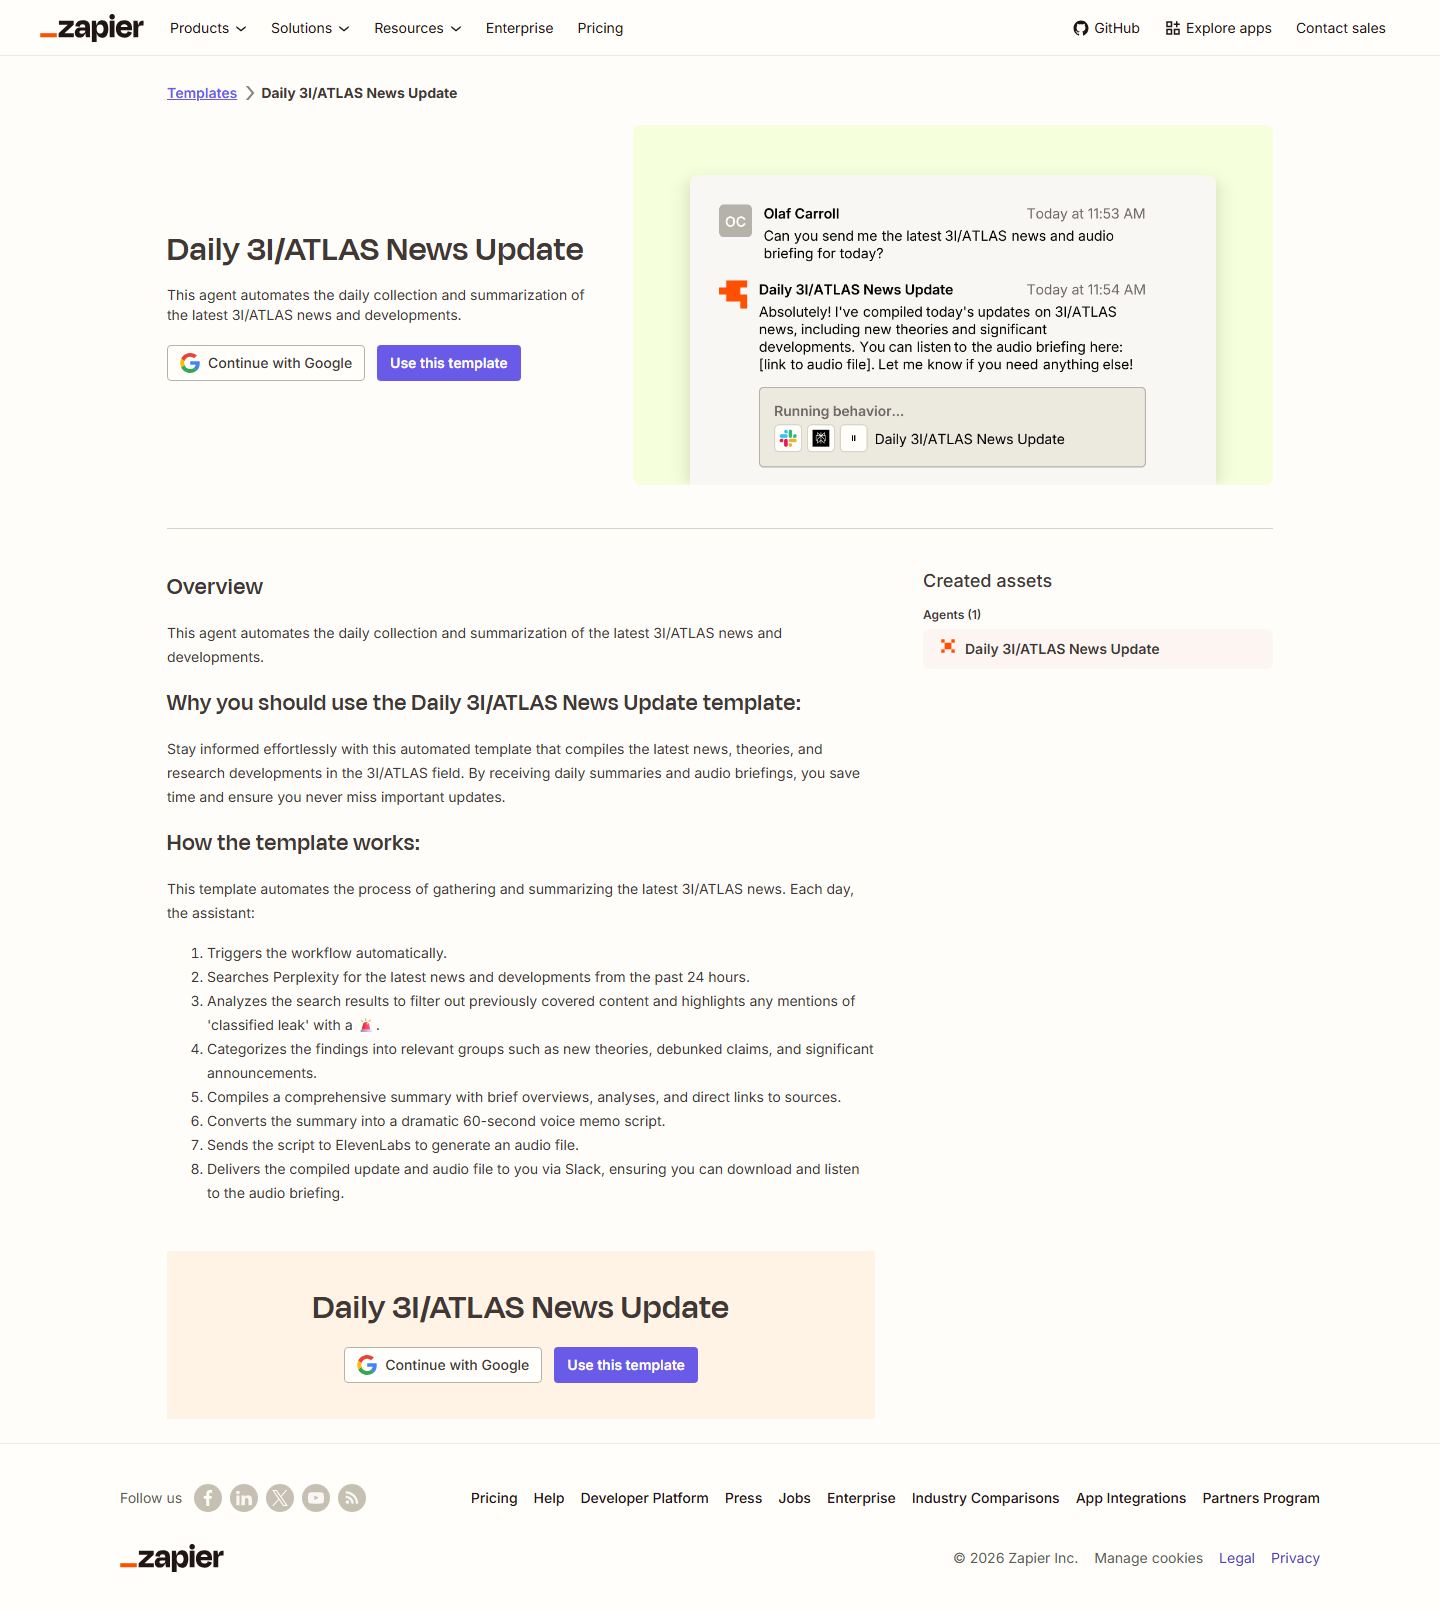 zapier
Products
Solutions
Resources
Enterprise
Pricing
GitHub
Explore apps
Contact sales
Templates
Daily 3I/ATLAS News Update
Daily 3I/ATLAS News Update
This agent automates the daily collection and summarization of
the latest 3I/ATLAS news and developments.
Continue with Google
Use this template
OC
Olaf Carroll
Today at 11:53 AM
Can you send me the latest 3I/ATLAS news and audio
briefing for today?
Daily 3I/ATLAS News Update
Today at 11:54 AM
Absolutely! I've compiled today's updates on 3I/ATLAS
news, including new theories and significant
developments. You can listen to the audio briefing here:
[link to audio file]. Let me know if you need anything else!
Running behavior...
Daily 3I/ATLAS News Update
Overview
This agent automates the daily collection and summarization of the latest 3I/ATLAS news and
developments.
Why you should use the Daily 3I/ATLAS News Update template:
Stay informed effortlessly with this automated template that compiles the latest news, theories, and
research developments in the 3I/ATLAS field. By receiving daily summaries and audio briefings, you save
time and ensure you never miss important updates.
How the template works:
This template automates the process of gathering and summarizing the latest 3I/ATLAS news. Each day,
the assistant:
1. Triggers the workflow automatically.
2. Searches Perplexity for the latest news and developments from the past 24 hours.
3. Analyzes the search results to filter out previously covered content and highlights any mentions of
'classified leak' with a 🚨.
4. Categorizes the findings into relevant groups such as new theories, debunked claims, and significant
announcements.
5. Compiles a comprehensive summary with brief overviews, analyses, and direct links to sources.
6. Converts the summary into a dramatic 60-second voice memo script.
7. Sends the script to ElevenLabs to generate an audio file.
8. Delivers the compiled update and audio file to you via Slack, ensuring you can download and listen
to the audio briefing.
Created assets
Agents (1)
Daily 3I/ATLAS News Update
Daily 3I/ATLAS News Update
Continue with Google
Use this template
Follow us
Pricing
Help
Developer Platform
Press
Jobs
Enterprise
Industry Comparisons
App Integrations
Partners Program
zapier
© 2026 Zapier Inc.
Manage cookies
Legal
Privacy